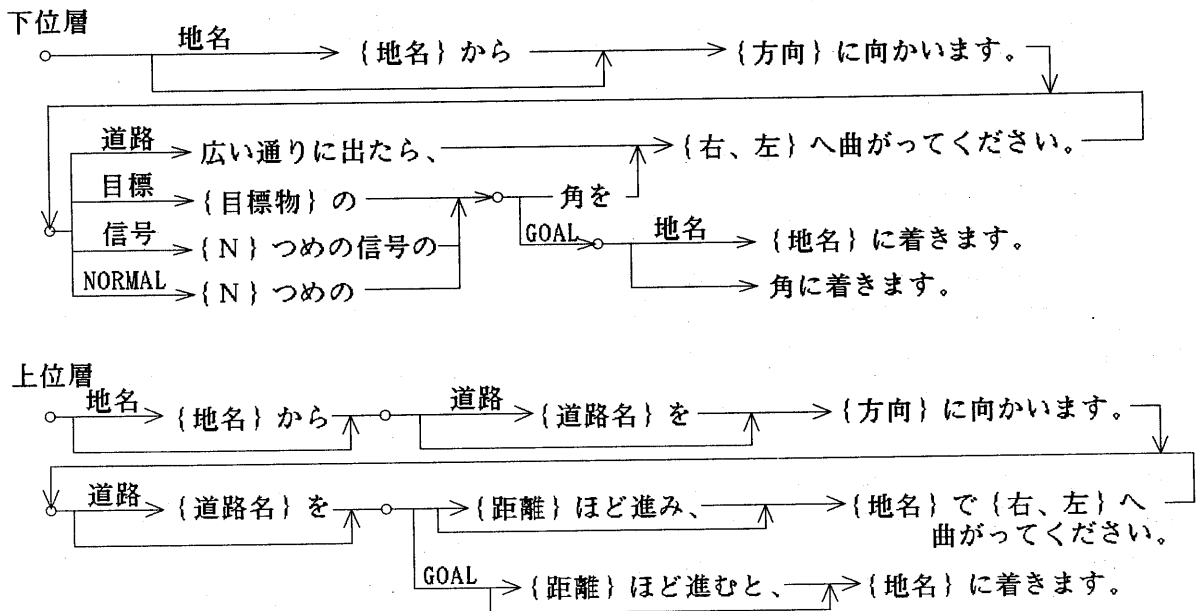 下位層
地名
{地名}から
{方向}に向かいます。
道路
広い通りに出たら、
{右、左}へ曲がってください。
目標
{目標物}の
角を
信号
{N}つめの信号の
GOAL
地名
{地名}に着きます。
NORMAL
{N}つめの
角に着きます。
上位層
地名
{地名}から
道路
{道路名}を
{方向}に向かいます。
道路
{道路名}を
{距離}ほど進み、
{地名}で{右、左}へ
曲がってください。
GOAL
{距離}ほど進むと、
{地名}に着きます。